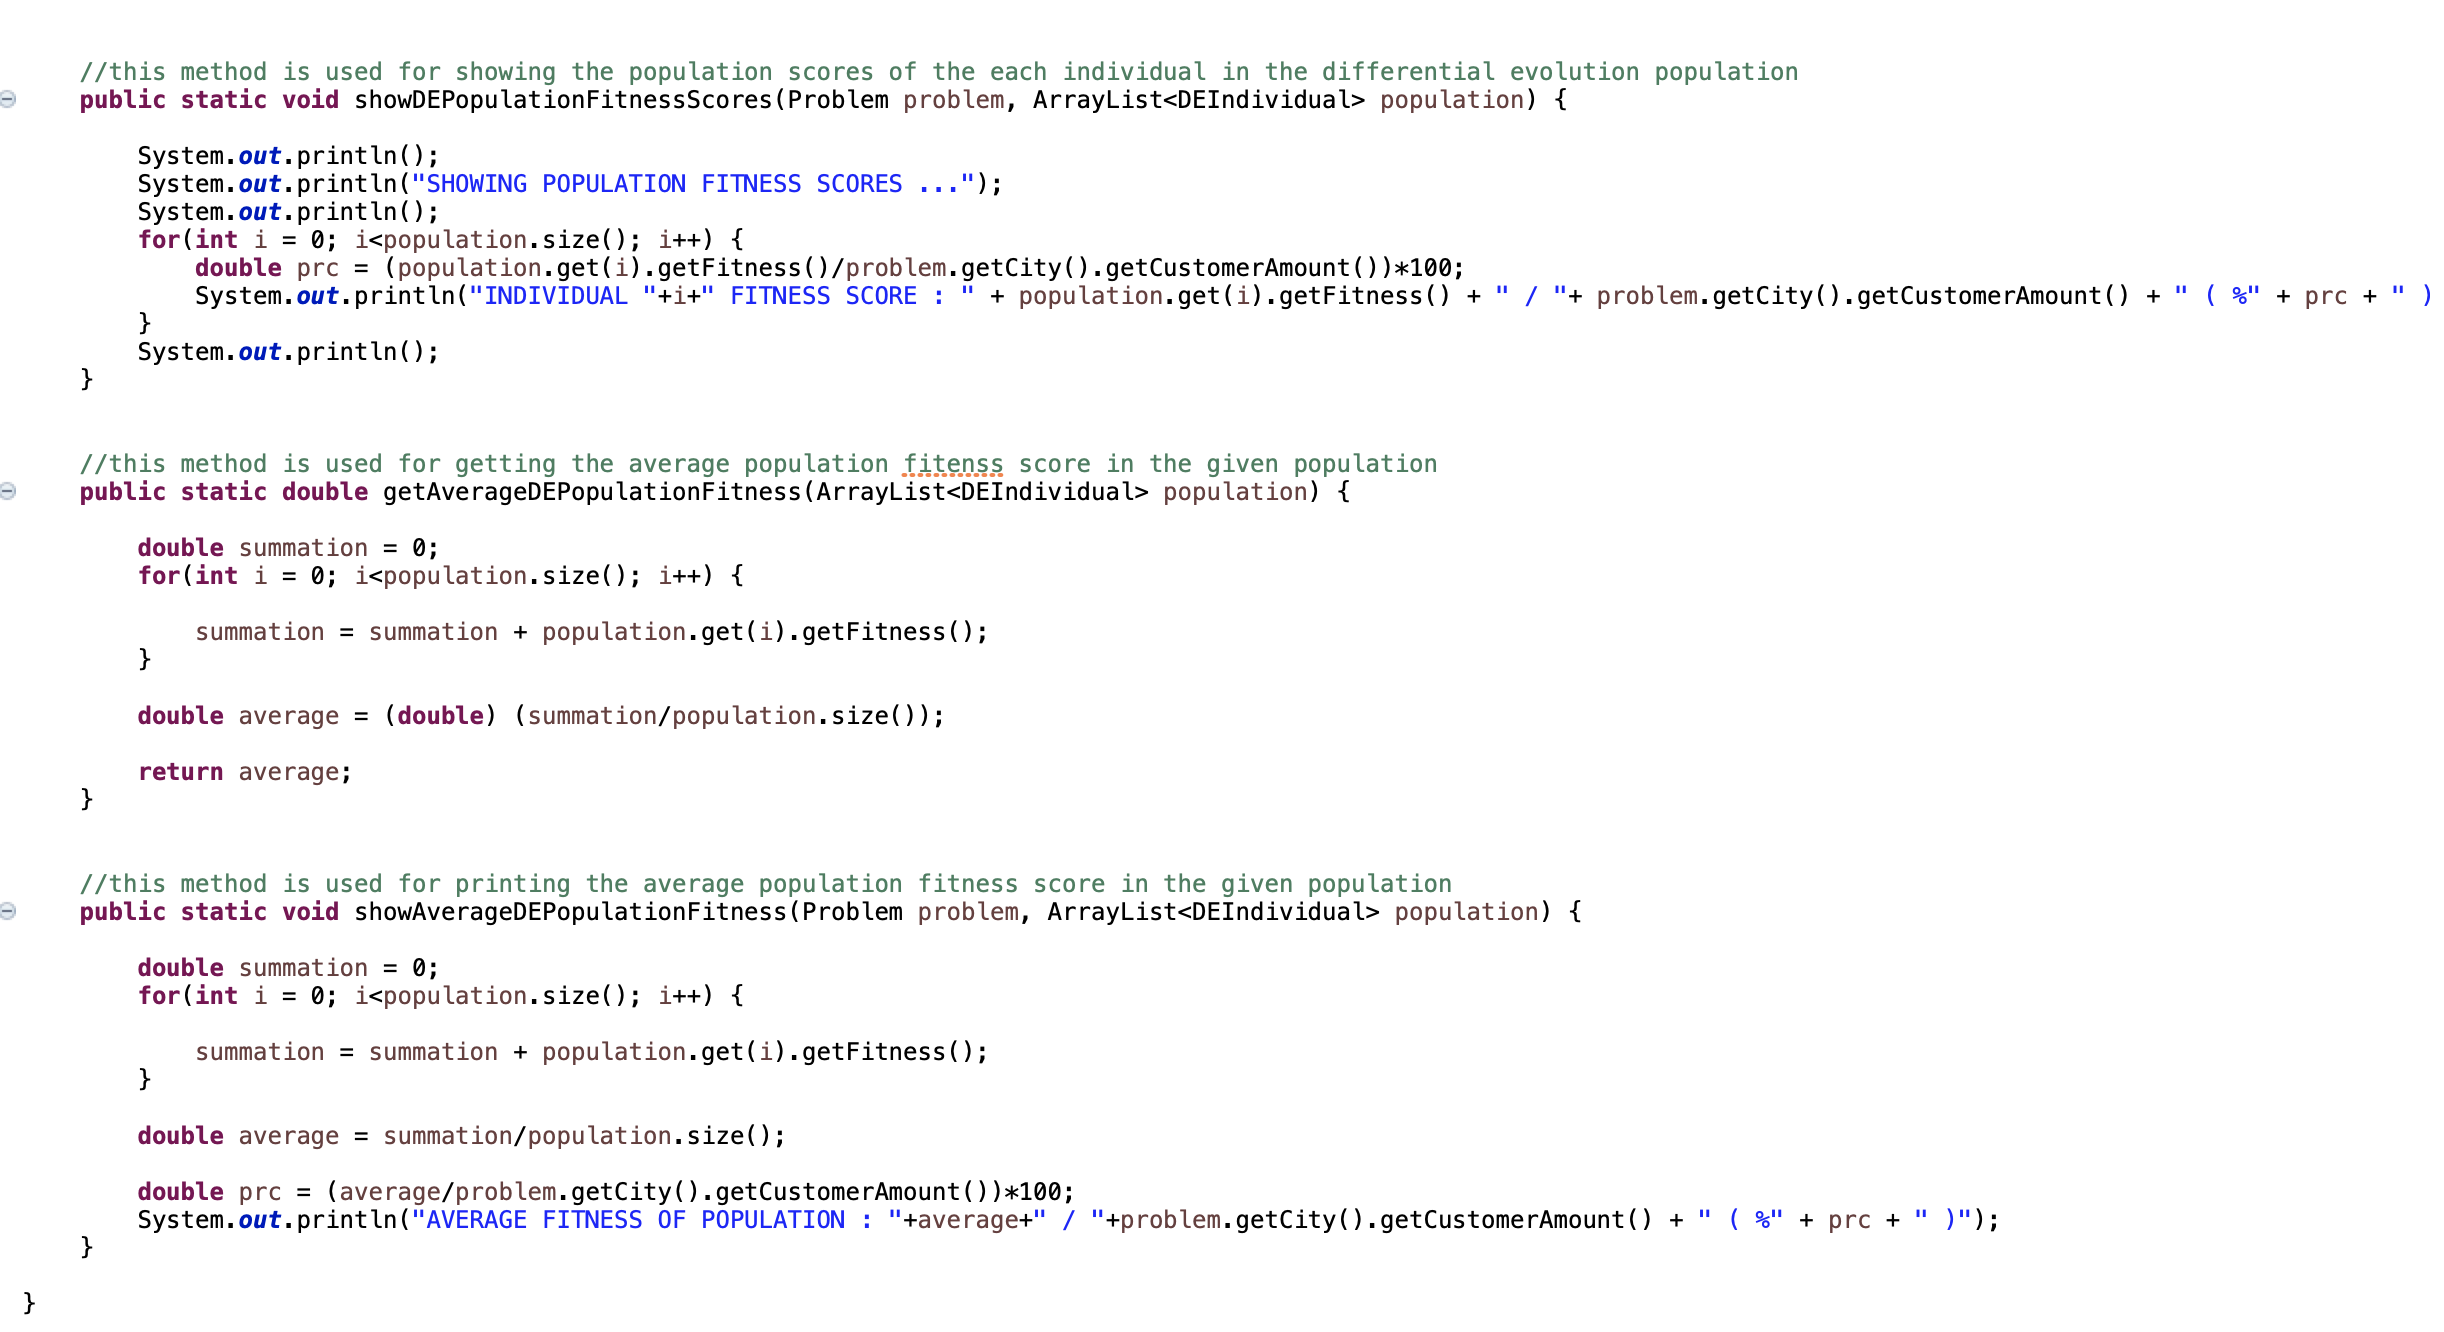 //this method is used for showing the population scores of the each individual in the differential evolution population
public static void showDEPopulationFitnessScores(Problem problem, ArrayList<DEIndividual> population) {
System.out.println();
System.out.println("SHOWING POPULATION FITNESS SCORES ...");
System.out.println();
for(int i = 0; i<population.size(); i++) {
double prc = (population.get(i).getFitness()/problem.getCity().getCustomerAmount())*100;
System.out.println("INDIVIDUAL "+i+" FITNESS SCORE : " + population.get(i).getFitness() + " / "+ problem.getCity().getCustomerAmount() + " ( %" + prc + " )
}
System.out.println();
}
//this method is used for getting the average population fitenss score in the given population
public static double getAverageDEPopulationFitness(ArrayList<DEIndividual> population) {
double summation = 0;
for(int i = 0; i<population.size(); i++) {
summation = summation + population.get(i).getFitness();
}
double average = (double) (summation/population.size());
return average;
}
//this method is used for printing the average population fitness score in the given population
public static void showAverageDEPopulationFitness(Problem problem, ArrayList<DEIndividual> population) {
double summation = 0;
for(int i = 0; i<population.size(); i++) {
summation = summation + population.get(i).getFitness();
}
double average = summation/population.size();
double prc = (average/problem.getCity().getCustomerAmount())*100;
System.out.println("AVERAGE FITNESS OF POPULATION : "+average+" / "+problem.getCity().getCustomerAmount() + " ( %" + prc + " )");
}
}